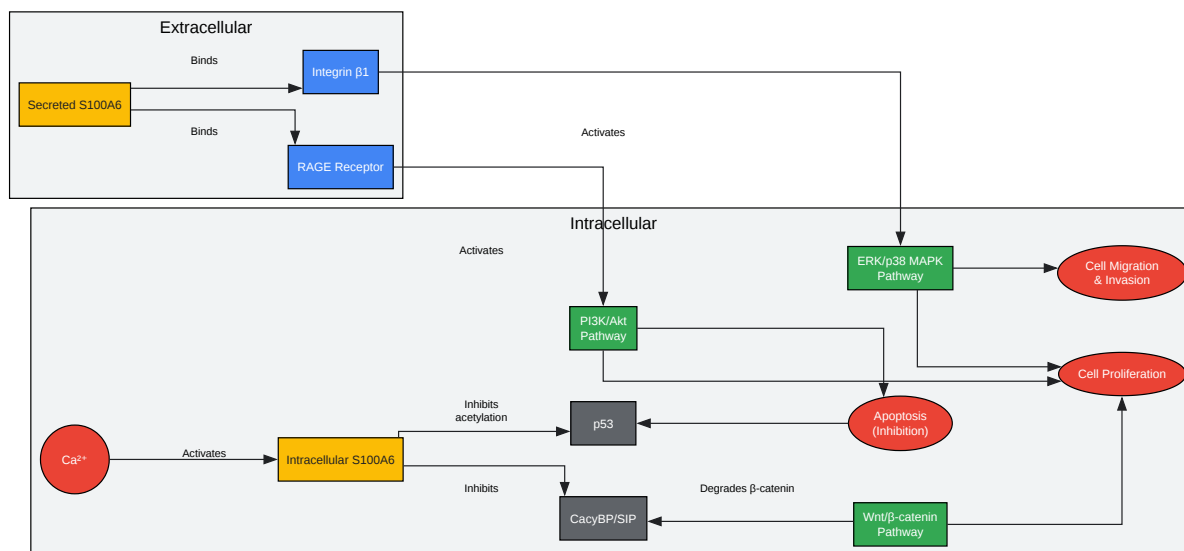 Extracellular
Binds
Integrin β1
Secreted S100A6
Binds
RAGE Receptor
Activates
Intracellular
Activates
ERK/p38 MAPK
Pathway
Cell Migration
& Invasion
PI3K/Akt
Pathway
Cell Proliferation
Inhibits
acetylation
p53
Apoptosis
(Inhibition)
Ca²⁺
Activates
Intracellular S100A6
Inhibits
CacyBP/SIP
Degrades β-catenin
Wnt/β-catenin
Pathway